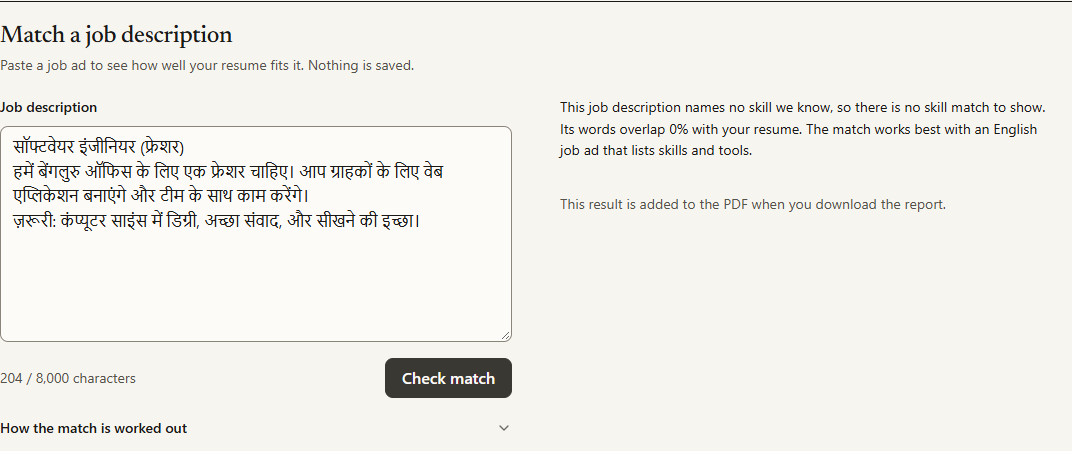 Match a job description
Paste a job ad to see how well your resume fits it. Nothing is saved.
Job description
सॉफ्टवेयर इंजीनियर (फ्रेशर)
हमें बेंगलुरु ऑफिस के लिए एक फ्रेशर चाहिए। आप ग्राहकों के लिए वेब
एप्लिकेशन बनाएंगे और टीम के साथ काम करेंगे।
ज़रूरी: कंप्यूटर साइंस में डिग्री, अच्छा संवाद, और सीखने की इच्छा।
204 / 8,000 characters
Check match
How the match is worked out
This job description names no skill we know, so there is no skill match to show.
Its words overlap 0% with your resume. The match works best with an English
job ad that lists skills and tools.
This result is added to the PDF when you download the report.